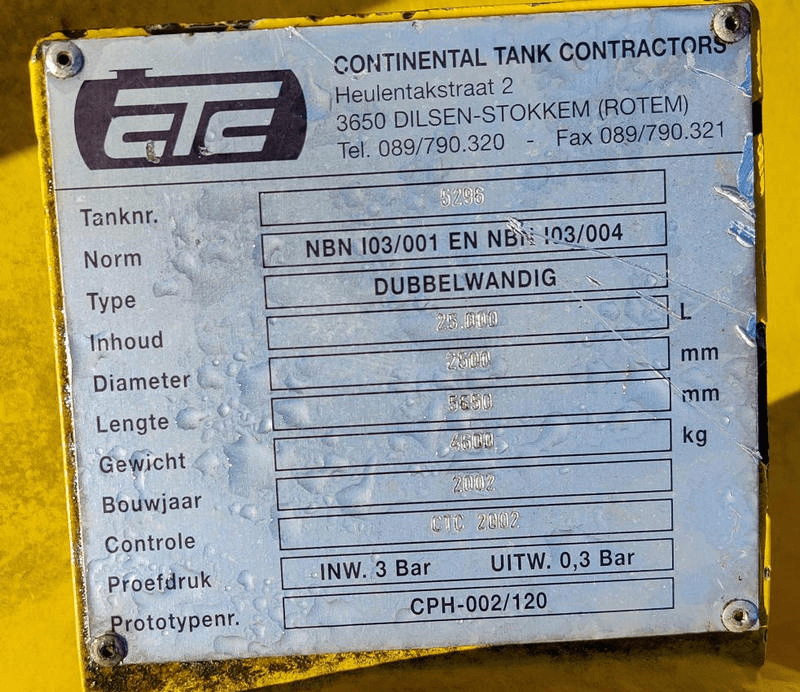 CTC
CONTINENTAL TANK CONTRACTORS
Heulentakstraat 2
3650 DILSEN-STOKKEM (ROTEM)
Tel. 089/790.320 - Fax 089/790.321
Tanknr. 5296
Norm NBN I03/001 EN NBN I03/004
Type DUBBELWANDIG
Inhoud 25.000 L
Diameter 2500 mm
Lengte 5650 mm
Gewicht 4600 kg
Bouwjaar 2002
Controle CTC 2002
Proefdruk INW. 3 Bar UITW. 0,3 Bar
Prototypenr. CPH-002/120